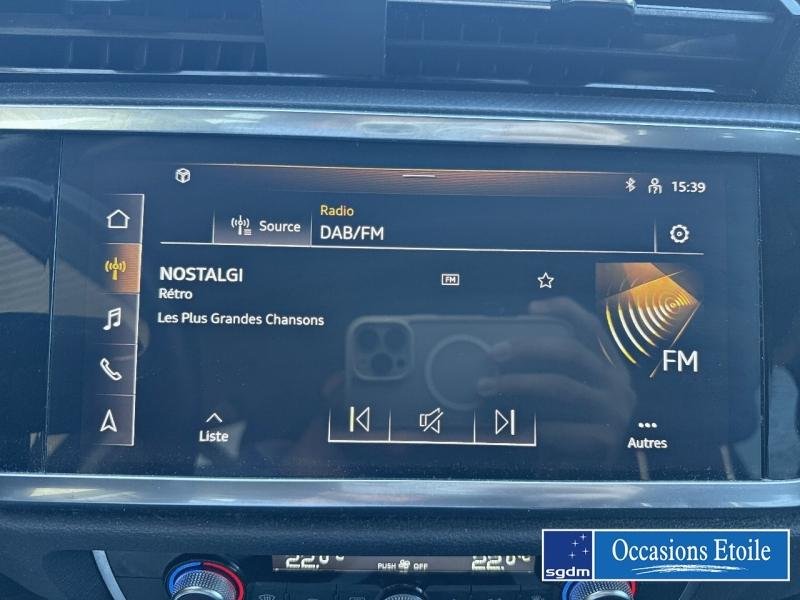 15:39
Source
Radio
DAB/FM
NOSTALGI
FM
Rétro
Les Plus Grandes Chansons
FM
Liste
Autres
PUSH OFF
sgdm
Occasions Etoile